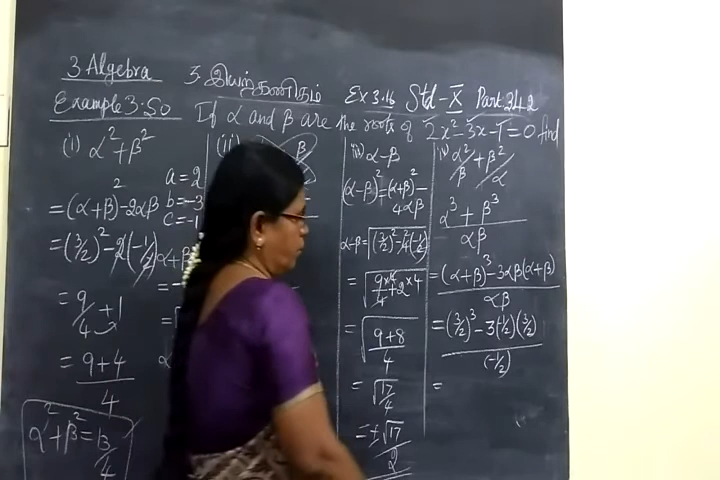 3 Algebra 3. இயற்கணிதம் Ex 3.16 Std - X Part 242
Example 3.50 If α and β are the roots of 2x²-3x-1=0 find
(i) α²+β²
a = 2
b = -3
c = -1
= (α+β)² - 2αβ
= (3/2)² - 2(-1/2)
= 9/4 + 1
= 9+4/4
α²+β² = 13/4
(ii)
β
α+β
(iii) α-β
(α-β)² = (α+β)² - 4αβ
α-β = √(3/2)² - 4(-1/2)
= √9/4 + 2×4
= √9+8/4
= √17/4
= ±√17/2
(iv) α²/β + β²/α
α³ + β³/αβ
= (α+β)³ - 3αβ(α+β)/αβ
= (3/2)³ - 3(-1/2)(3/2)/(-1/2)
=